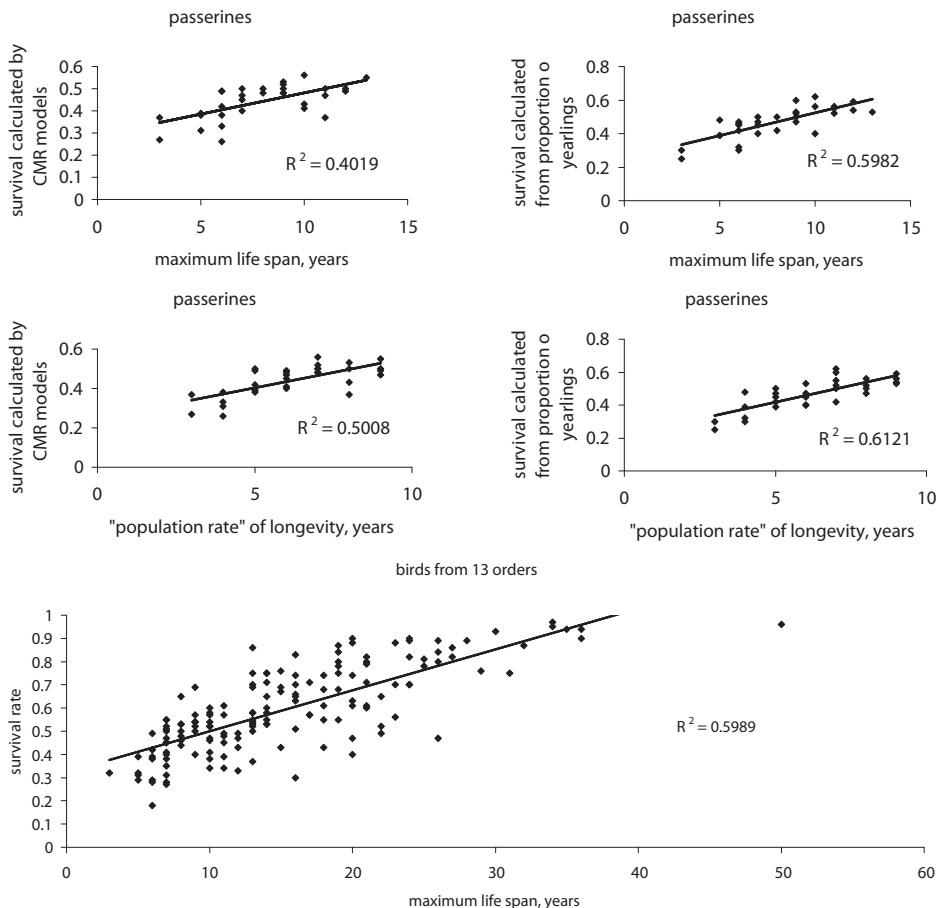 passerines
survival calculated by
CMR models
0.6
0.5
0.4
0.3
0.2
0.1
0
R² = 0.4019
0
5
10
15
maximum life span, years
passerines
survival calculated
from proportion o
yearlings
0.8
0.6
0.4
0.2
0
R² = 0.5982
0
5
10
15
maximum life span, years
passerines
survival calculated by
CMR models
0.6
0.4
0.2
0
R² = 0.5008
0
5
10
"population rate" of longevity, years
passerines
survival calculated
from proportion o
yearlings
0.8
0.6
0.4
0.2
0
R² = 0.6121
0
5
10
"population rate" of longevity, years
birds from 13 orders
survival rate
1
0.9
0.8
0.7
0.6
0.5
0.4
0.3
0.2
0.1
0
R² = 0.5989
0
10
20
30
40
50
60
maximum life span, years